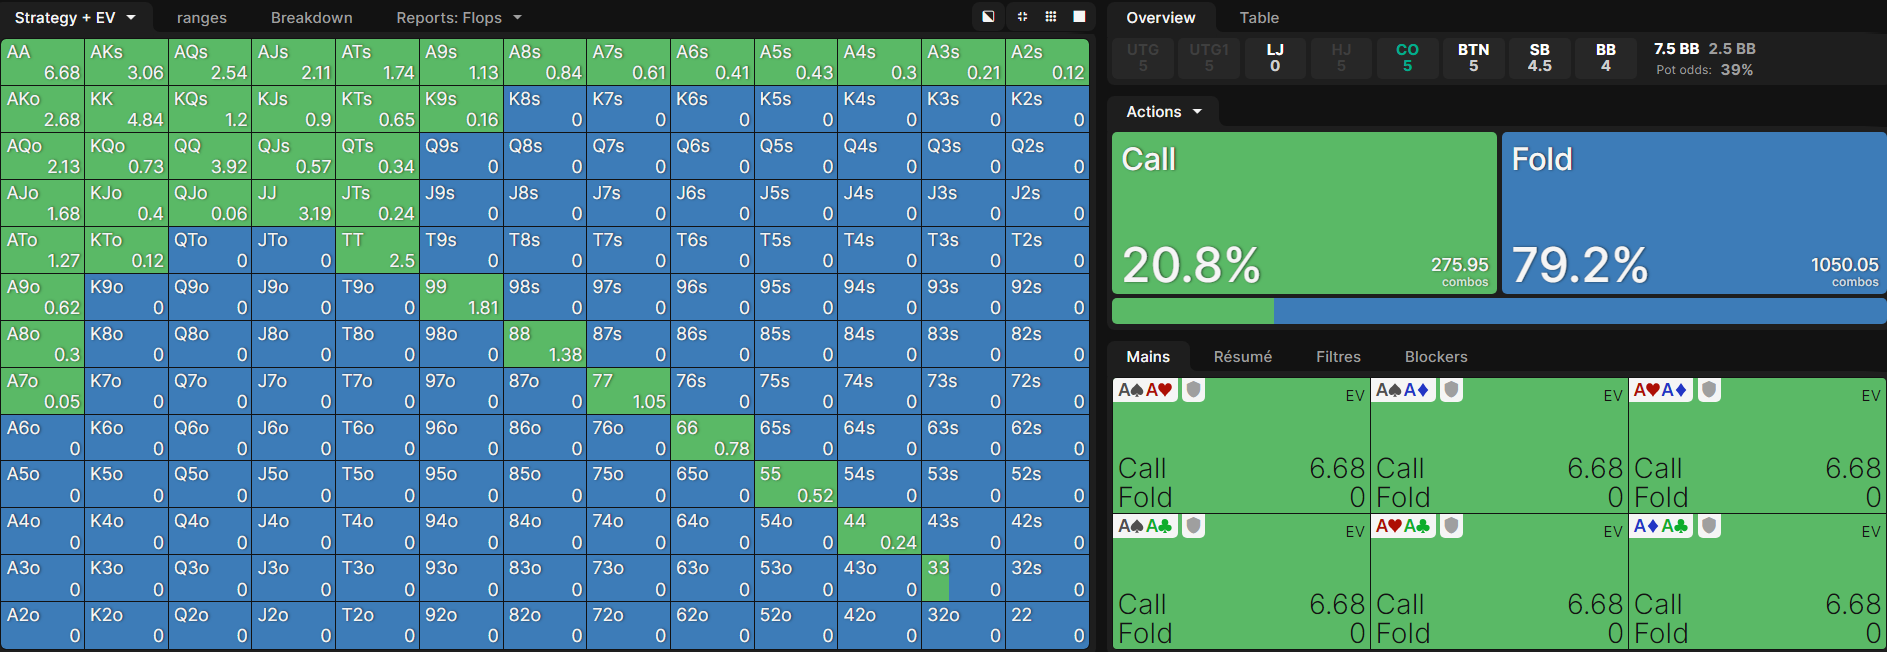 Strategy + EV ranges Breakdown Reports: Flops
AA AKs AQs AJs ATs A9s A8s A7s A6s A5s A4s A3s A2s
6.68 3.06 2.54 2.11 1.74 1.13 0.84 0.61 0.41 0.43 0.3 0.21 0.12
AKo KK KQs KJs KTs K9s K8s K7s K6s K5s K4s K3s K2s
2.68 4.84 1.2 0.9 0.65 0.16 0 0 0 0 0 0 0
AQo KQo QQ QJs QTs Q9s Q8s Q7s Q6s Q5s Q4s Q3s Q2s
2.13 0.73 3.92 0.57 0.34 0 0 0 0 0 0 0 0
AJo KJo QJo JJ JTs J9s J8s J7s J6s J5s J4s J3s J2s
1.68 0.4 0.06 3.19 0.24 0 0 0 0 0 0 0 0
ATo KTo QTo JTo TT T9s T8s T7s T6s T5s T4s T3s T2s
1.27 0.12 0 0 2.5 0 0 0 0 0 0 0 0
A9o K9o Q9o J9o T9o 99 98s 97s 96s 95s 94s 93s 92s
0.62 0 0 0 0 1.81 0 0 0 0 0 0 0
A8o K8o Q8o J8o T8o 98o 88 87s 86s 85s 84s 83s 82s
0.3 0 0 0 0 0 1.38 0 0 0 0 0 0
A7o K7o Q7o J7o T7o 97o 87o 77 76s 75s 74s 73s 72s
0.05 0 0 0 0 0 0 1.05 0 0 0 0 0
A6o K6o Q6o J6o T6o 96o 86o 76o 66 65s 64s 63s 62s
0 0 0 0 0 0 0 0 0.78 0 0 0 0
A5o K5o Q5o J5o T5o 95o 85o 75o 65o 55 54s 53s 52s
0 0 0 0 0 0 0 0 0 0.52 0 0 0
A4o K4o Q4o J4o T4o 94o 84o 74o 64o 54o 44 43s 42s
0 0 0 0 0 0 0 0 0 0 0.24 0 0
A3o K3o Q3o J3o T3o 93o 83o 73o 63o 53o 43o 33 32s
0 0 0 0 0 0 0 0 0 0 0 0
A2o K2o Q2o J2o T2o 92o 82o 72o 62o 52o 42o 32o 22
0 0 0 0 0 0 0 0 0 0 0 0 0
Overview Table
UTG UTG1 LJ HJ CO BTN SB BB
5 5 0 5 5 5 4.5 4
7.5 BB 2.5 BB
Pot odds: 39%
Actions
Call Fold
20.8% 275.95 combos 79.2% 1050.05 combos
Mains Résumé Filtres Blockers
A♠A♥ EV A♠A♦ EV A♥A♦ EV
Call 6.68 Call 6.68 Call 6.68
Fold 0 Fold 0 Fold 0
A♠A♣ EV A♥A♣ EV A♦A♣ EV
Call 6.68 Call 6.68 Call 6.68
Fold 0 Fold 0 Fold 0